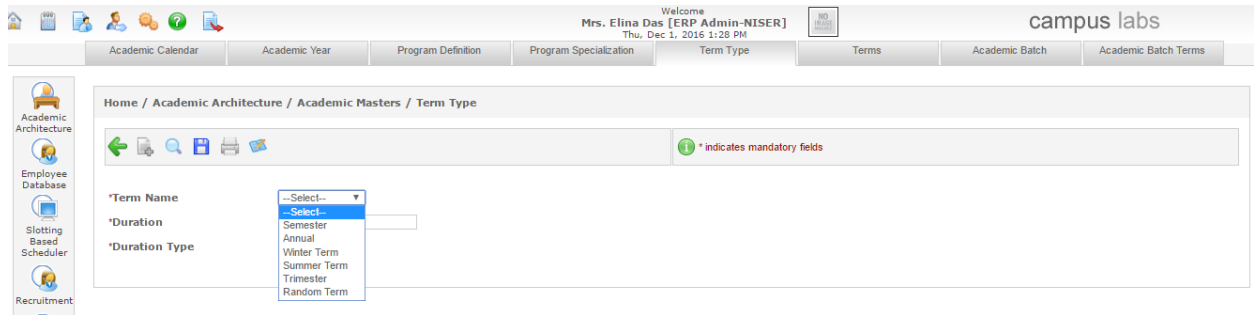 Welcome
Mrs. Elina Das [ERP Admin-NISER]
Thu, Dec 1, 2016 1:28 PM
NO IMAGE
campus labs
Academic Calendar Academic Year Program Definition Program Specialization Term Type Terms Academic Batch Academic Batch Terms
Academic
Architecture
Employee
Database
Slotting
Based
Scheduler
Recruitment
Home / Academic Architecture / Academic Masters / Term Type
* indicates mandatory fields
*Term Name --Select--
--Select--
Semester
Annual
Winter Term
Summer Term
Trimester
Random Term
*Duration
*Duration Type